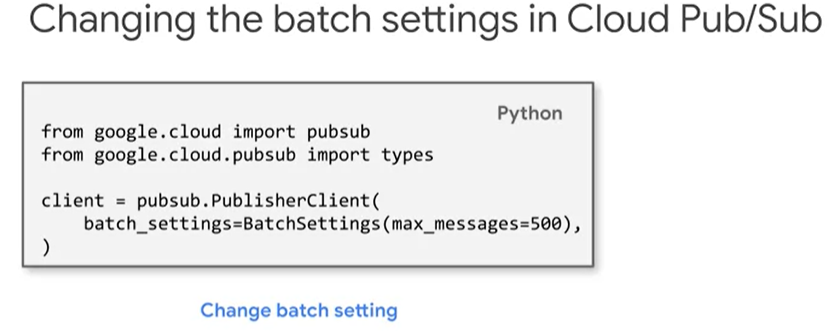 Changing the batch settings in Cloud Pub/Sub
Python
from google.cloud import pubsub
from google.cloud.pubsub import types
client = pubsub.PublisherClient(
batch_settings=BatchSettings(max_messages=500),
)
Change batch setting